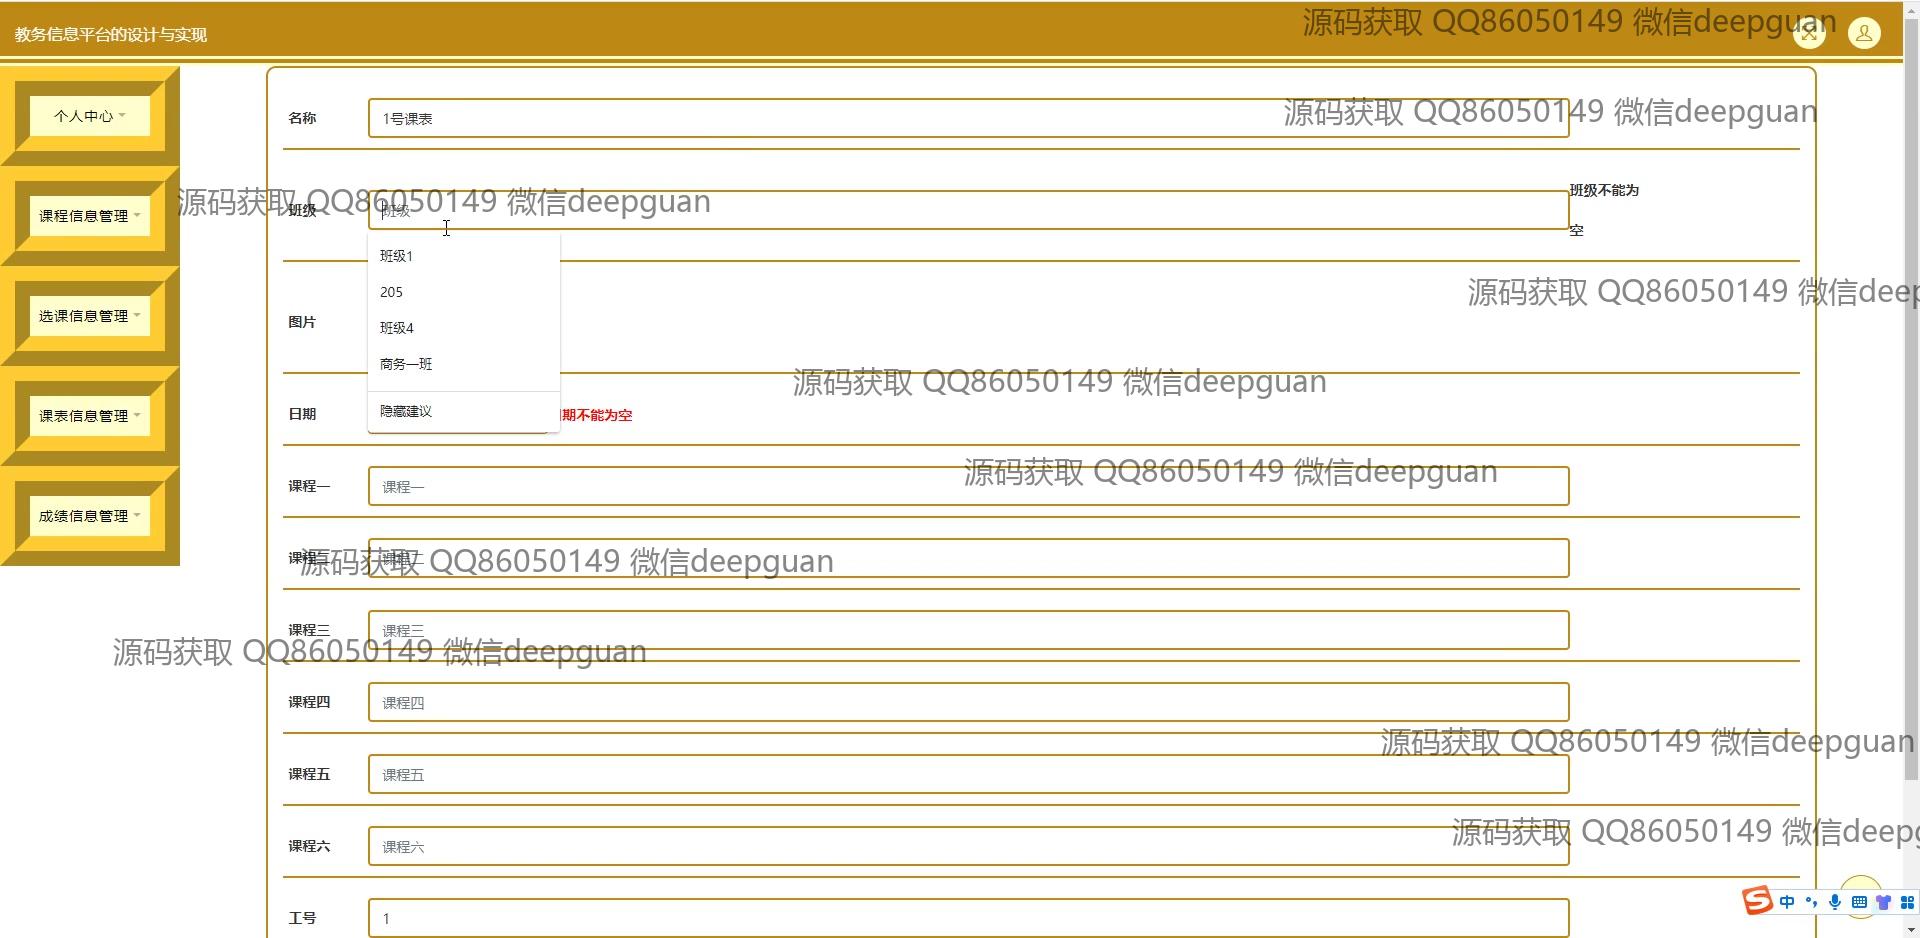 教务信息平台的设计与实现
源码获取 QQ86050149 微信deepguan
个人中心
课程信息管理
选课信息管理
课表信息管理
成绩信息管理
名称
1号课表
源码获取 QQ86050149 微信deepguan
源码获取 QQ86050149 微信deepguan
班级
班级
班级不能为
空
班级1
205
班级4
商务一班
隐藏建议
图片
源码获取 QQ86050149 微信deep
源码获取 QQ86050149 微信deepguan
日期
期不能为空
课程一
课程一
源码获取 QQ86050149 微信deepguan
课程二
源码获取 QQ86050149 微信deepguan
课程三
课程三
源码获取 QQ86050149 微信deepguan
课程四
课程四
源码获取 QQ86050149 微信deepguan
课程五
课程五
源码获取 QQ86050149 微信deep
课程六
课程六
中
工号
1